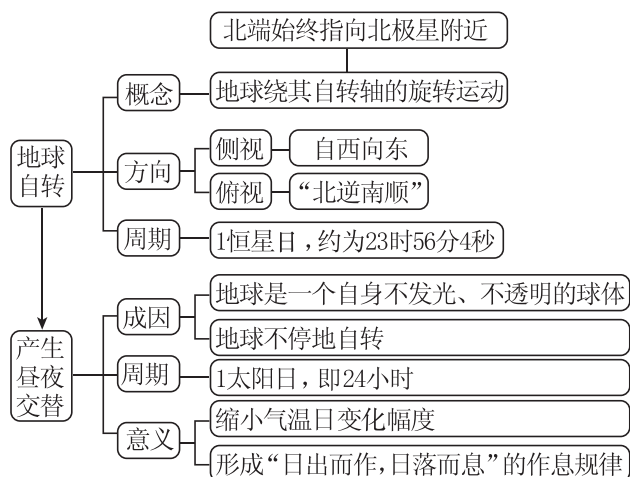 北端始终指向北极星附近
概念
地球绕其自转轴的旋转运动
地球
自转
方向
侧视
自西向东
俯视
“北逆南顺”
周期
1恒星日，约为23时56分4秒
成因
地球是一个自身不发光、不透明的球体
地球不停地自转
产生
昼夜
交替
周期
1太阳日，即24小时
意义
缩小气温日变化幅度
形成“日出而作，日落而息”的作息规律